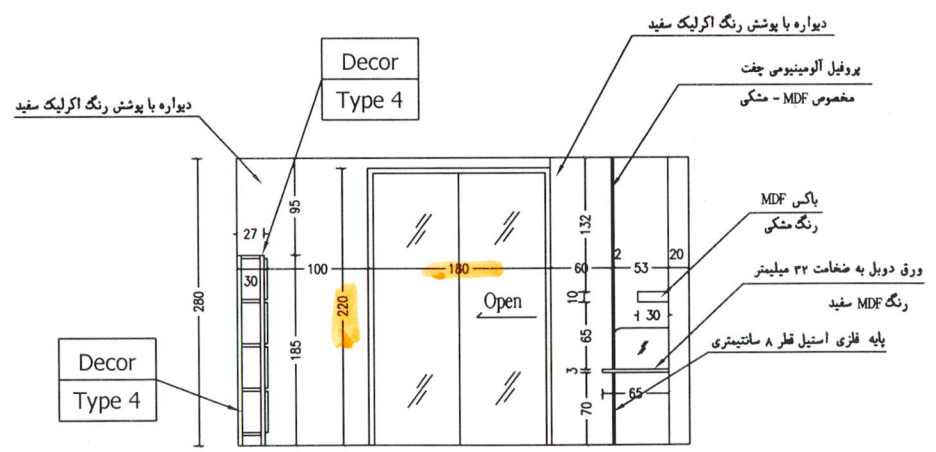 دیواره با پوشش رنگ اکرلیک سفید
Decor
Type 4
پروفیل آلومینیومی چفت
مخصوص MDF - مشکی
دیواره با پوشش رنگ اکرلیک سفید
280
27
30
95
185
100
220
180
Open
132
60
10
65
3
70
2
53
20
30
65
باکس MDF
رنگ مشکی
ورق دوبل به ضخامت ۳۲ میلیمتر
رنگ MDF سفید
پایه فلزی استیل قطر ۸ سانتیمتری
Decor
Type 4